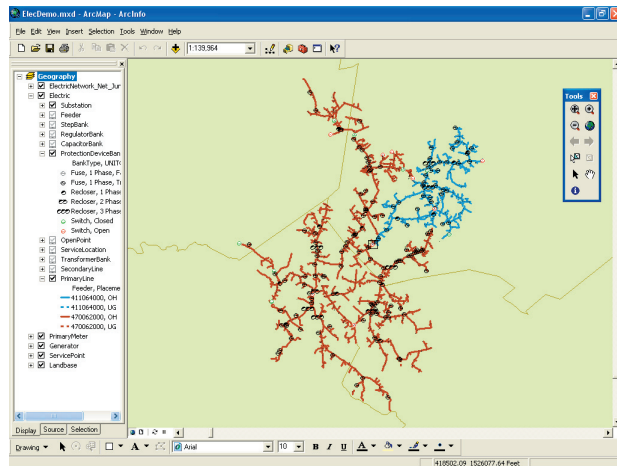 ElecDemo.mxd - ArcMap - ArcInfo
File Edit View Insert Selection Tools Window Help
1:139,964
Geography
ElectricNetwork_Net_Jur
Electric
Substation
Feeder
StepBank
RegulatorBank
CapacitorBank
ProtectionDeviceBan
BankType, UNITC
Fuse, 1 Phase, F
Fuse, 1 Phase, Tr
Recloser, 1 Phas
Recloser, 2 Phas
Recloser, 3 Phas
Switch, Closed
Switch, Open
OpenPoint
ServiceLocation
TransformerBank
SecondaryLine
PrimaryLine
Feeder, Placeme
411064000, OH
411064000, UG
470062000, OH
470062000, UG
PrimaryMeter
Generator
ServicePoint
Landbase
Tools
Display Source Selection
Drawing Arial 10 B I U A
418502.09 1526077.64 Feet